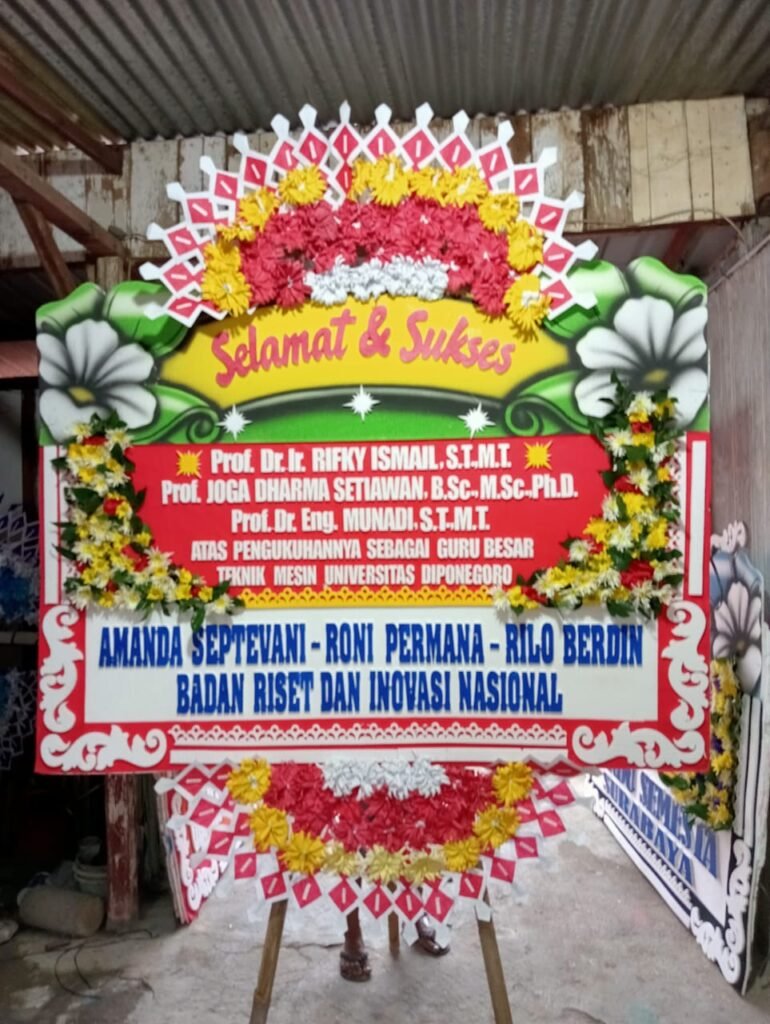 Selamat & Sukses
Prof. Dr. Ir. RIFKY ISMAIL, S.T., M.T.
Prof. JOGA DHARMA SETIAWAN, B.Sc., M.Sc., Ph.D.
Prof. Dr. Eng. MUNADI, S.T., M.T.
ATAS PENGUKUHANNYA SEBAGAI GURU BESAR
TEKNIK MESIN UNIVERSITAS DIPONEGORO
AMANDA SEPTEVANI - RONI PERMANA - RILO BERDIN
BADAN RISET DAN INOVASI NASIONAL
SEMESTA
SURABAYA